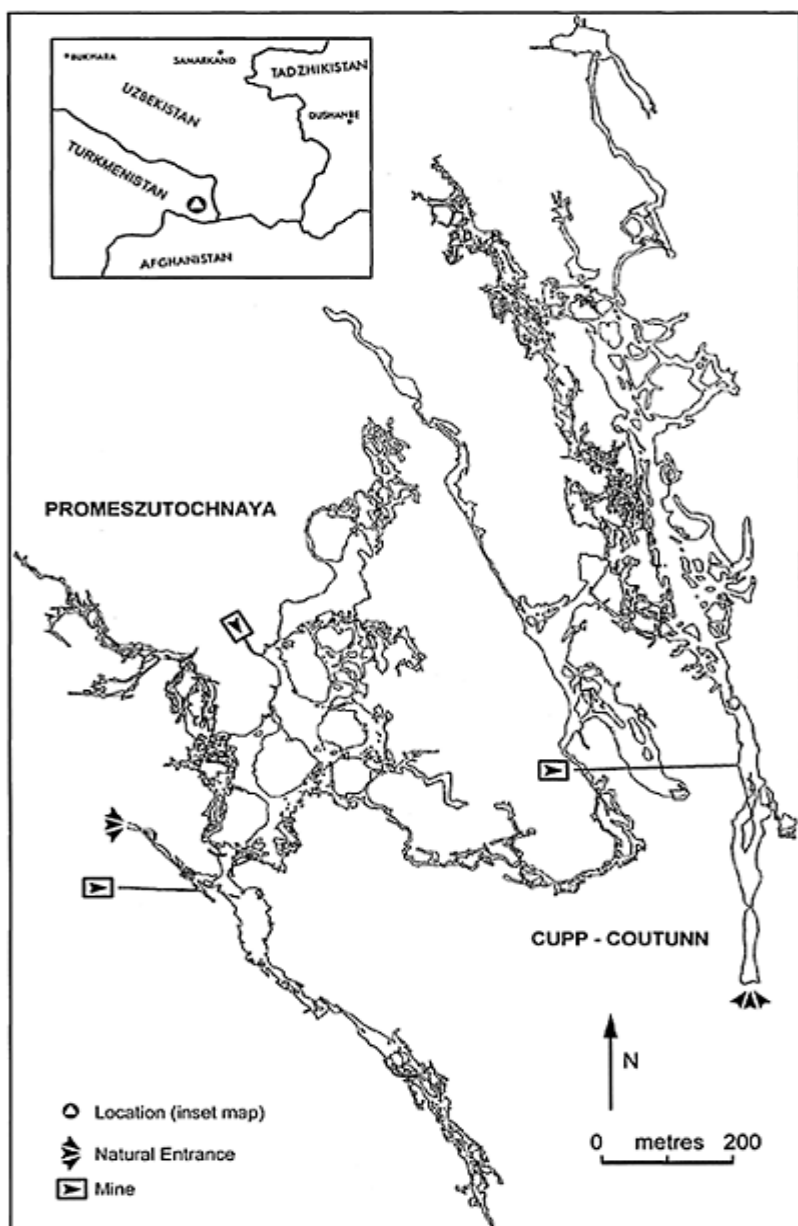 BUKHARA
SAMARKAND
TADZHIKISTAN
UZBEKISTAN
DUSHANBE
TURKMENISTAN
AFGHANISTAN
PROMESZUTOCHNAYA
CUPP - COUTUNN
N
0 metres 200
Location (inset map)
Natural Entrance
Mine